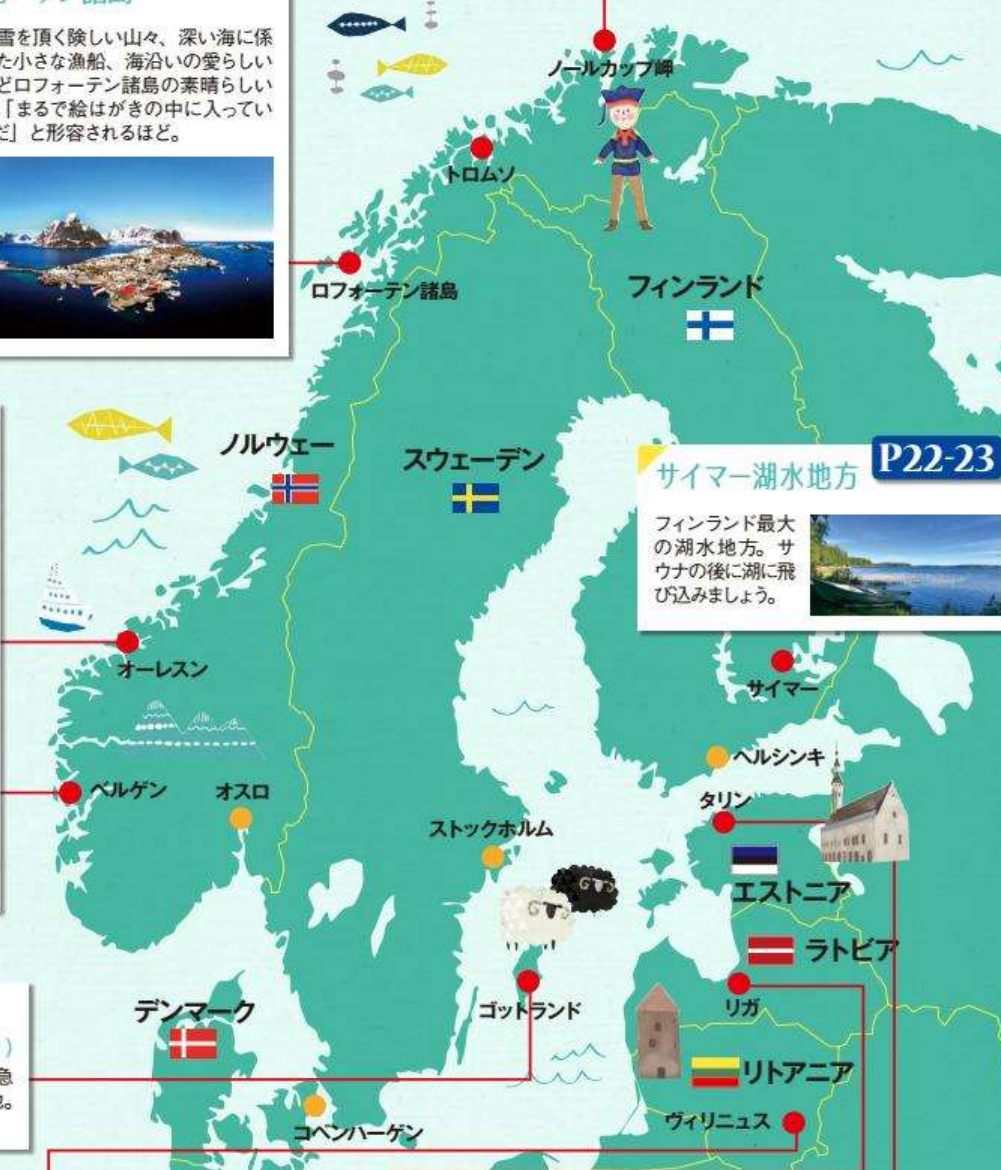 雪を頂く険しい山々、深い海に係
た小さな漁船、海沿いの愛らしい
どロフォーテン諸島の素晴らしい
「まるで絵はがきの中に入ってい
だ」と形容されるほど。
ノールカップ岬
トロムソ
ロフォーテン諸島
フィンランド
ノルウェー
スウェーデン
P22-23
サイマー湖水地方
フィンランド最大
の湖水地方。サ
ウナの後に湖に飛
び込みましょう。
オーレスン
サイマー
ヘルシンキ
ベルゲン
オスロ
タリン
ストックホルム
エストニア
ラトビア
デンマーク
ゴットランド
リガ
）
急
リトアニア
コペンハーゲン
ヴィリニュス